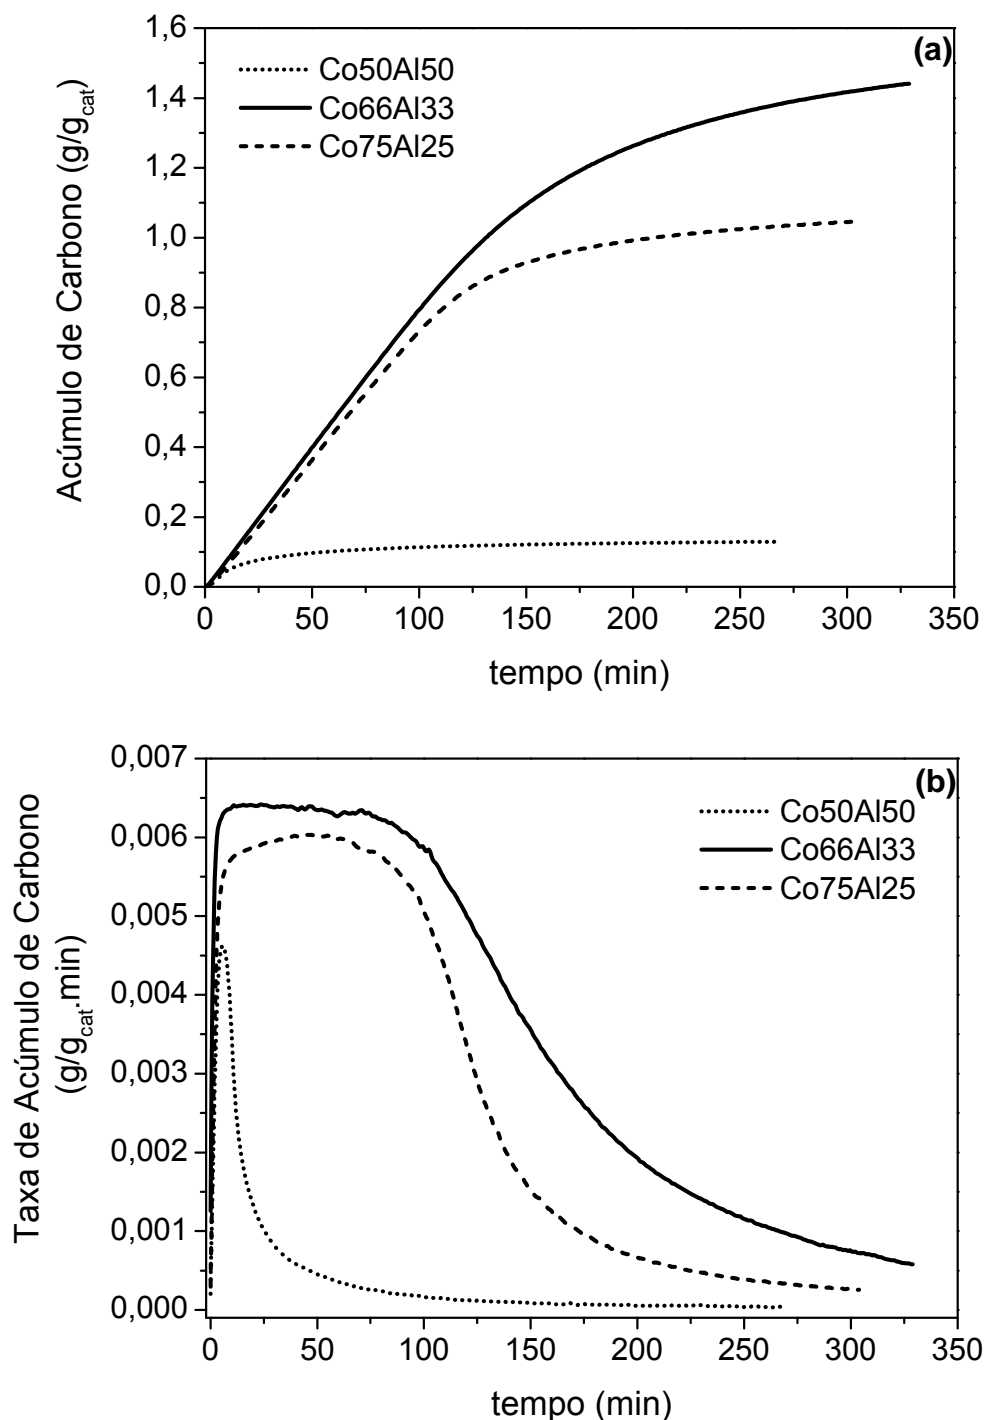 (a)
Co50Al50
Co66Al33
Co75Al25
Acúmulo de Carbono (g/g_cat)
1,6
1,4
1,2
1,0
0,8
0,6
0,4
0,2
0,0
0 50 100 150 200 250 300 350
tempo (min)
(b)
Co50Al50
Co66Al33
Co75Al25
Taxa de Acúmulo de Carbono
(g/g_cat.min)
0,007
0,006
0,005
0,004
0,003
0,002
0,001
0,000
0 50 100 150 200 250 300 350
tempo (min)